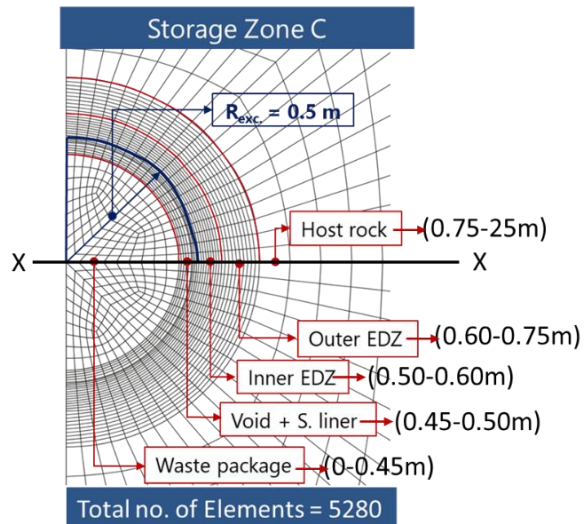 Storage Zone C
R_exc. = 0.5 m
Host rock (0.75-25m)
X X
Outer EDZ (0.60-0.75m)
Inner EDZ (0.50-0.60m)
Void + S. liner (0.45-0.50m)
Waste package (0-0.45m)
Total no. of Elements = 5280